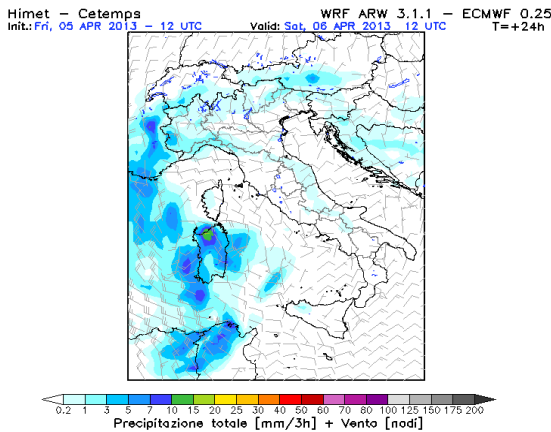 Himet – Cetemps WRF ARW 3.1.1 – ECMWF 0.25
Init.: Fri, 05 APR 2013 – 12 UTC Valid: Sat, 06 APR 2013 12 UTC T=+24h
0.2 1 3 5 7 10 15 20 25 30 40 50 60 70 80 100 125 150 175 200
Precipitazione totale [mm/3h] + Vento [nodi]